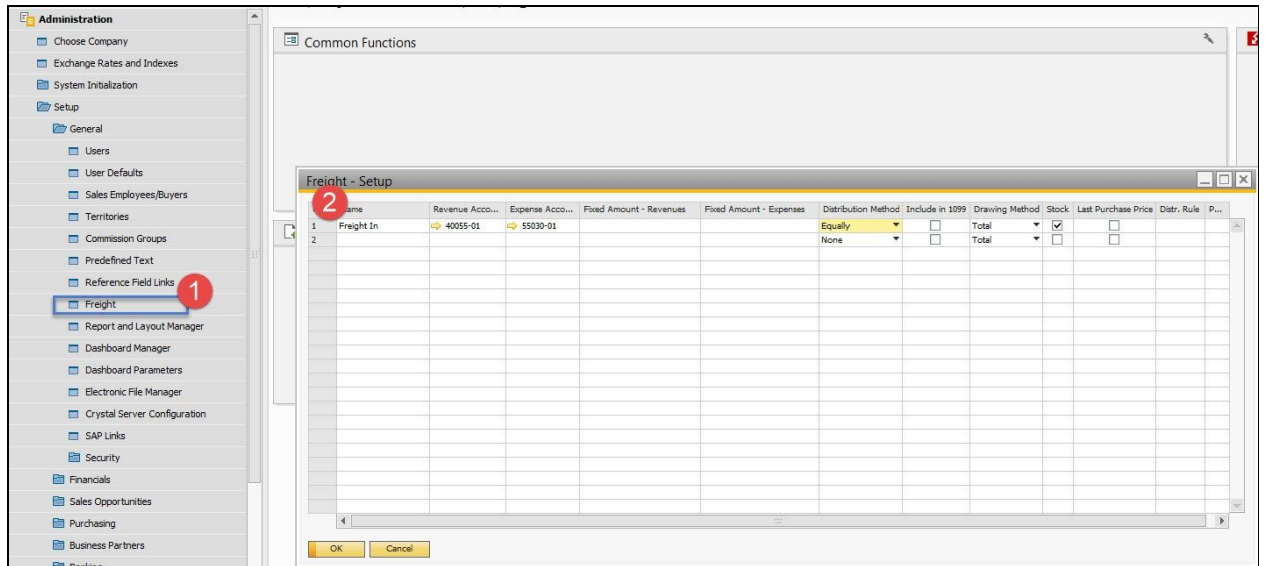 Administration
Choose Company
Exchange Rates and Indexes
System Initialization
Setup
General
Users
User Defaults
Sales Employees/Buyers
Territories
Commission Groups
Predefined Text
Reference Field Links
1
Freight
Report and Layout Manager
Dashboard Manager
Dashboard Parameters
Electronic File Manager
Crystal Server Configuration
SAP Links
Security
Financials
Sales Opportunities
Purchasing
Business Partners
Common Functions
Freight - Setup
2
Revenue Acco... Expense Acco... Fixed Amount - Revenues Fixed Amount - Expenses Distribution Method Include in 1099 Drawing Method Stock Last Purchase Price Distr. Rule P...
1 Freight In 40055-01 55030-01 Equally Total
2 None Total
OK Cancel